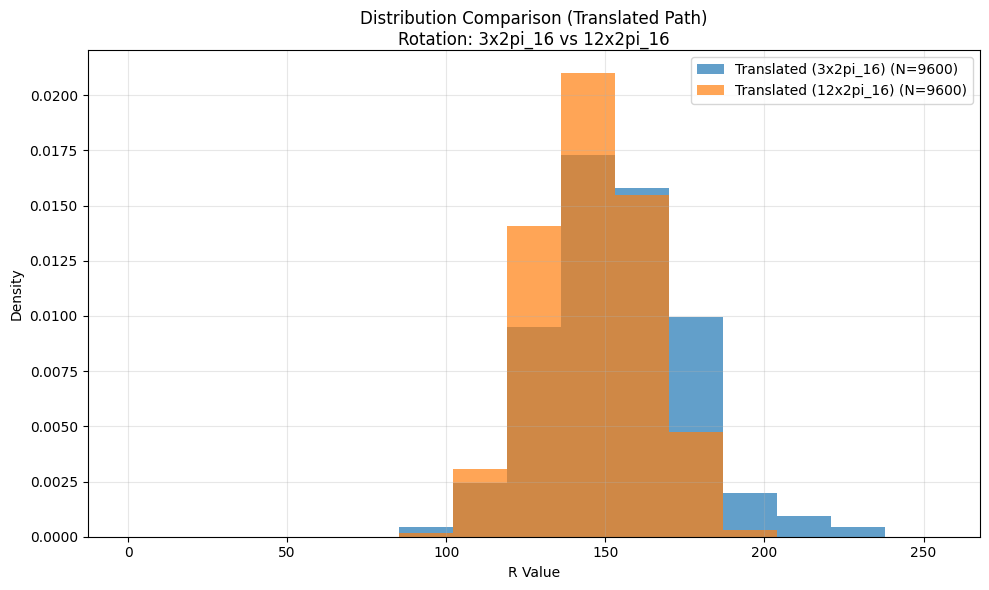 Distribution Comparison (Translated Path)
Rotation: 3x2pi_16 vs 12x2pi_16
Translated (3x2pi_16) (N=9600)
Translated (12x2pi_16) (N=9600)
Density
0.0200
0.0175
0.0150
0.0125
0.0100
0.0075
0.0050
0.0025
0.0000
0 50 100 150 200 250
R Value